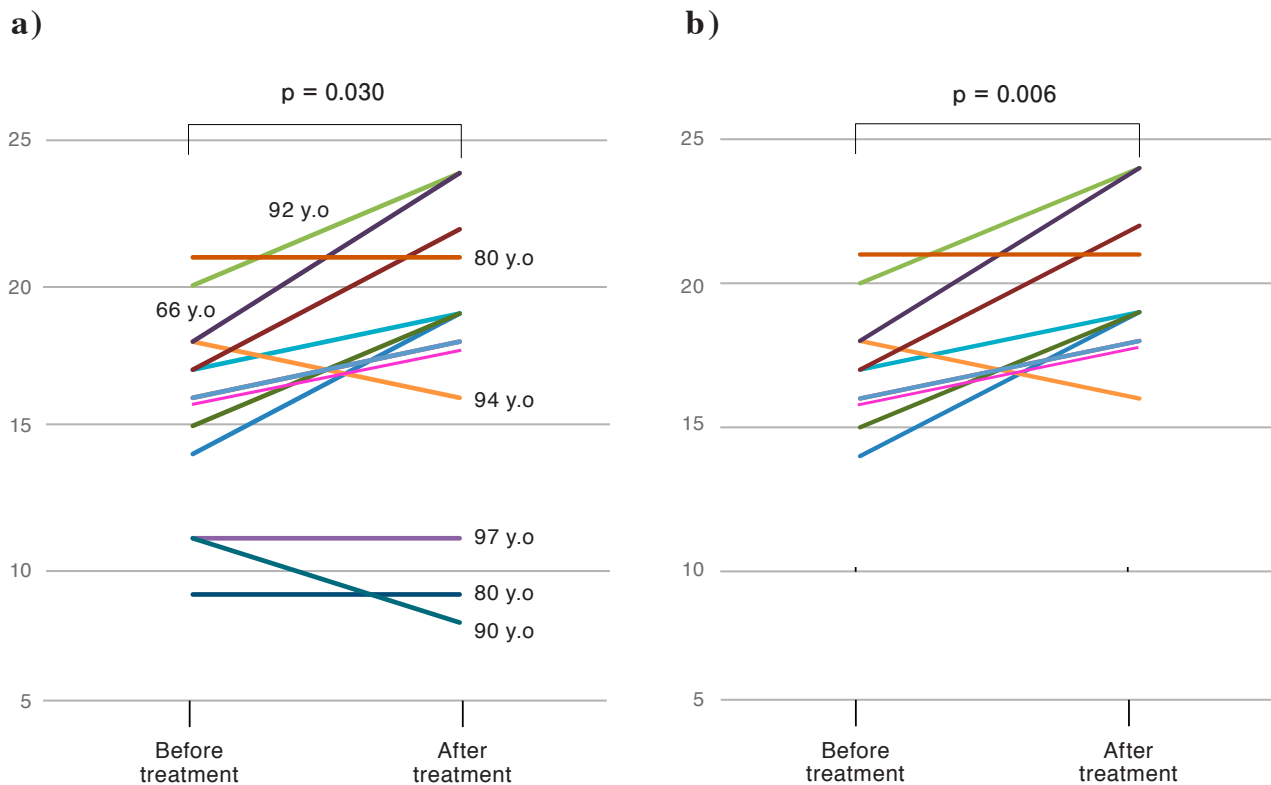 a)
p = 0.030
25
92 y.o
80 y.o
20
66 y.o
94 y.o
15
97 y.o
10
80 y.o
90 y.o
5
Before
treatment
After
treatment
b)
p = 0.006
25
20
15
10
5
Before
treatment
After
treatment